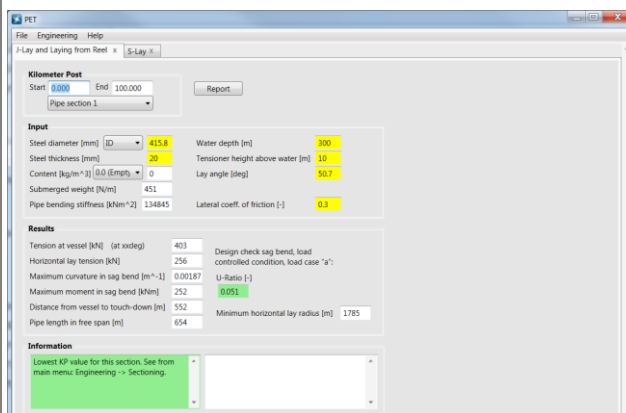 PET
File Engineering Help
J-Lay and Laying from Reel x S-Lay x
Kilometer Post
Start 0.000 End 100.000
Pipe section 1
Report
Input
Steel diameter [mm] ID 415.8 Water depth [m] 300
Steel thickness [mm] 20 Tensioner height above water [m] 10
Content [kg/m^3] 0.0 (Empty, 0 Lay angle [deg] 50.7
Submerged weight [N/m] 451
Pipe bending stiffness [kNm^2] 134845 Lateral coeff. of friction [-] 0.3
Results
Tension at vessel [kN] (at xxdeg) 403
Horizontal lay tension [kN] 256
Maximum curvature in sag bend [m^-1] 0.00187
Maximum moment in sag bend [kNm] 252
Distance from vessel to touch-down [m] 552
Pipe length in free span [m] 654
Design check sag bend, load
controlled condition, load case "a":
U-Ratio [-]
0.051
Minimum horizontal lay radius [m] 1785
Information
Lowest KP value for this section. See from
main menu: Engineering -> Sectioning.